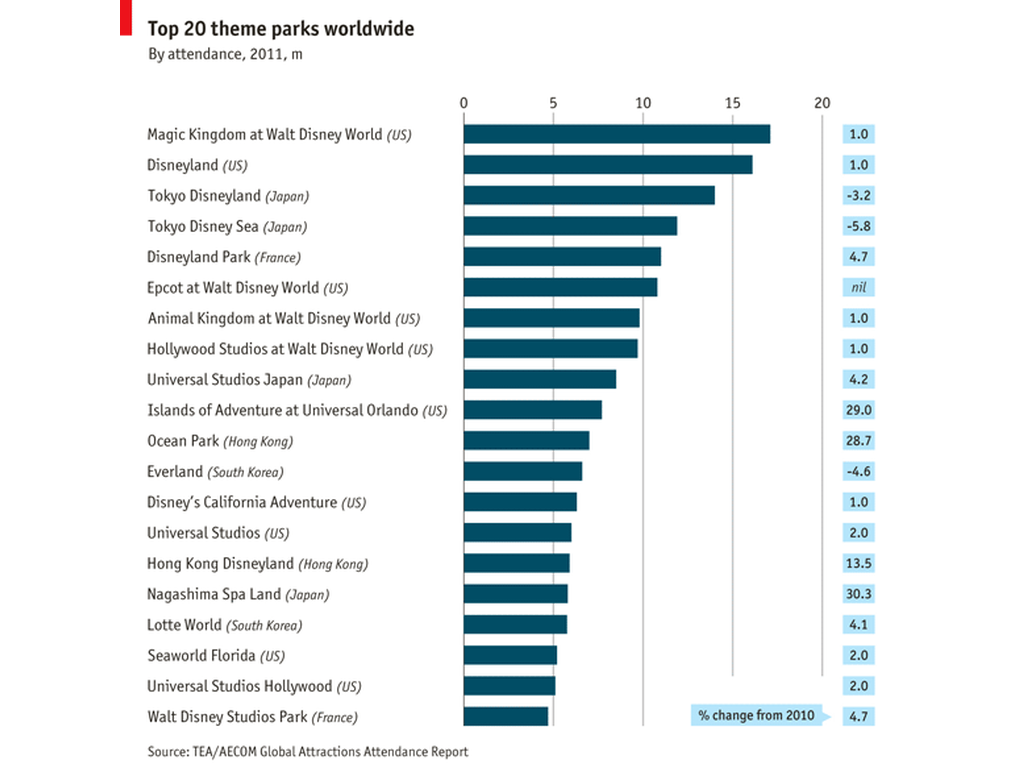 Top 20 theme parks worldwide
By attendance, 2011, m
0 5 10 15 20
Magic Kingdom at Walt Disney World (US) 1.0
Disneyland (US) 1.0
Tokyo Disneyland (Japan) -3.2
Tokyo Disney Sea (Japan) -5.8
Disneyland Park (France) 4.7
Epcot at Walt Disney World (US) nil
Animal Kingdom at Walt Disney World (US) 1.0
Hollywood Studios at Walt Disney World (US) 1.0
Universal Studios Japan (Japan) 4.2
Islands of Adventure at Universal Orlando (US) 29.0
Ocean Park (Hong Kong) 28.7
Everland (South Korea) -4.6
Disney's California Adventure (US) 1.0
Universal Studios (US) 2.0
Hong Kong Disneyland (Hong Kong) 13.5
Nagashima Spa Land (Japan) 30.3
Lotte World (South Korea) 4.1
Seaworld Florida (US) 2.0
Universal Studios Hollywood (US) 2.0
Walt Disney Studios Park (France) % change from 2010 4.7
Source: TEA/AECOM Global Attractions Attendance Report